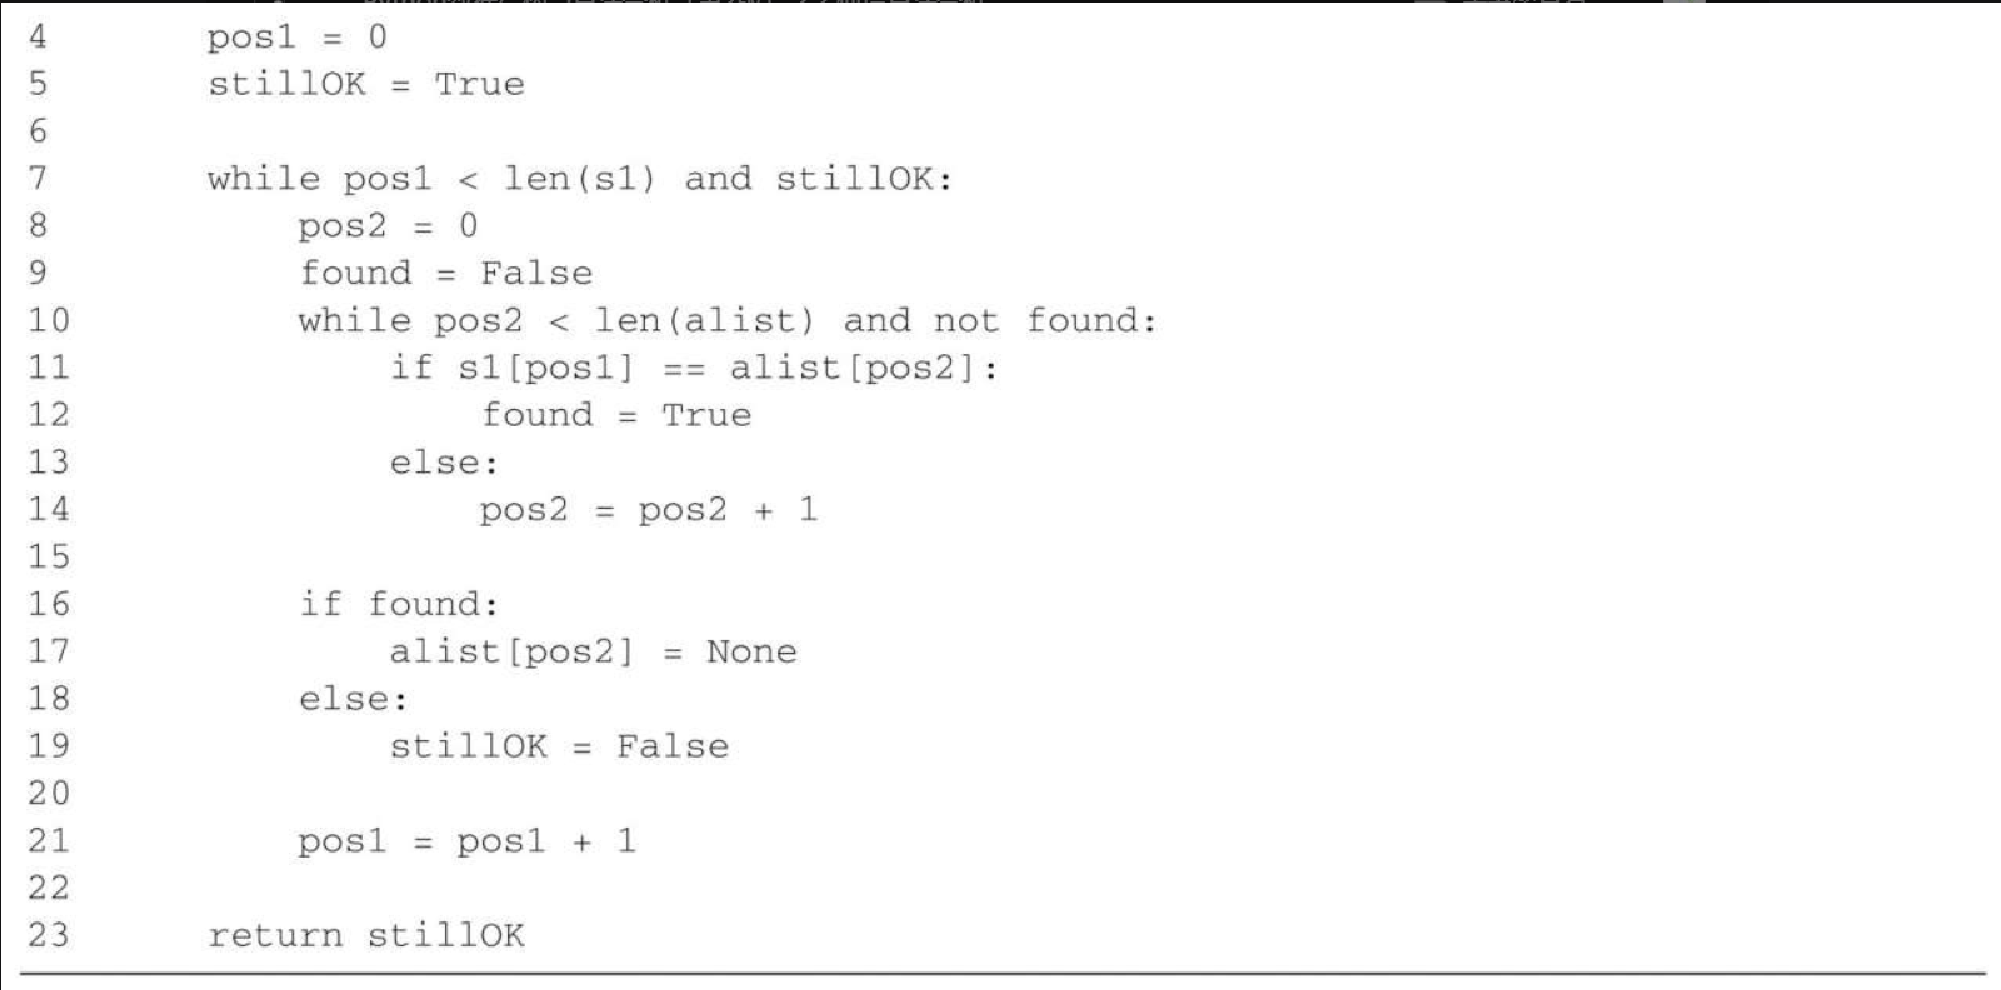 4 pos1 = 0
5 stillOK = True
6
7 while pos1 < len(s1) and stillOK:
8 pos2 = 0
9 found = False
10 while pos2 < len(alist) and not found:
11 if s1[pos1] == alist[pos2]:
12 found = True
13 else:
14 pos2 = pos2 + 1
15
16 if found:
17 alist[pos2] = None
18 else:
19 stillOK = False
20
21 pos1 = pos1 + 1
22
23 return stillOK